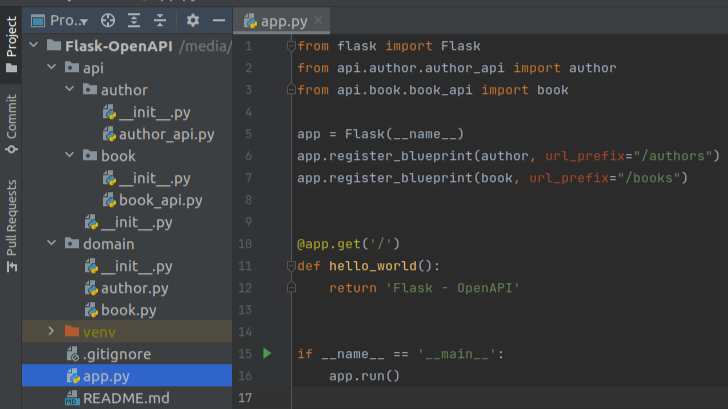 Project
Commit
Pull Requests
Pro...
Flask-OpenAPI /media/
api
author
__init__.py
author_api.py
book
__init__.py
book_api.py
__init__.py
domain
__init__.py
author.py
book.py
venv
.gitignore
app.py
README.md
app.py
1 from flask import Flask
2 from api.author.author_api import author
3 from api.book.book_api import book
4
5 app = Flask(__name__)
6 app.register_blueprint(author, url_prefix="/authors")
7 app.register_blueprint(book, url_prefix="/books")
8
9
10 @app.get('/')
11 def hello_world():
12     return 'Flask - OpenAPI'
13
14
15 if __name__ == '__main__':
16     app.run()
17